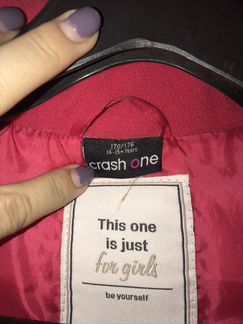 170/176
14-15+ Years
crash one
This one
is just
for girls
be yourself